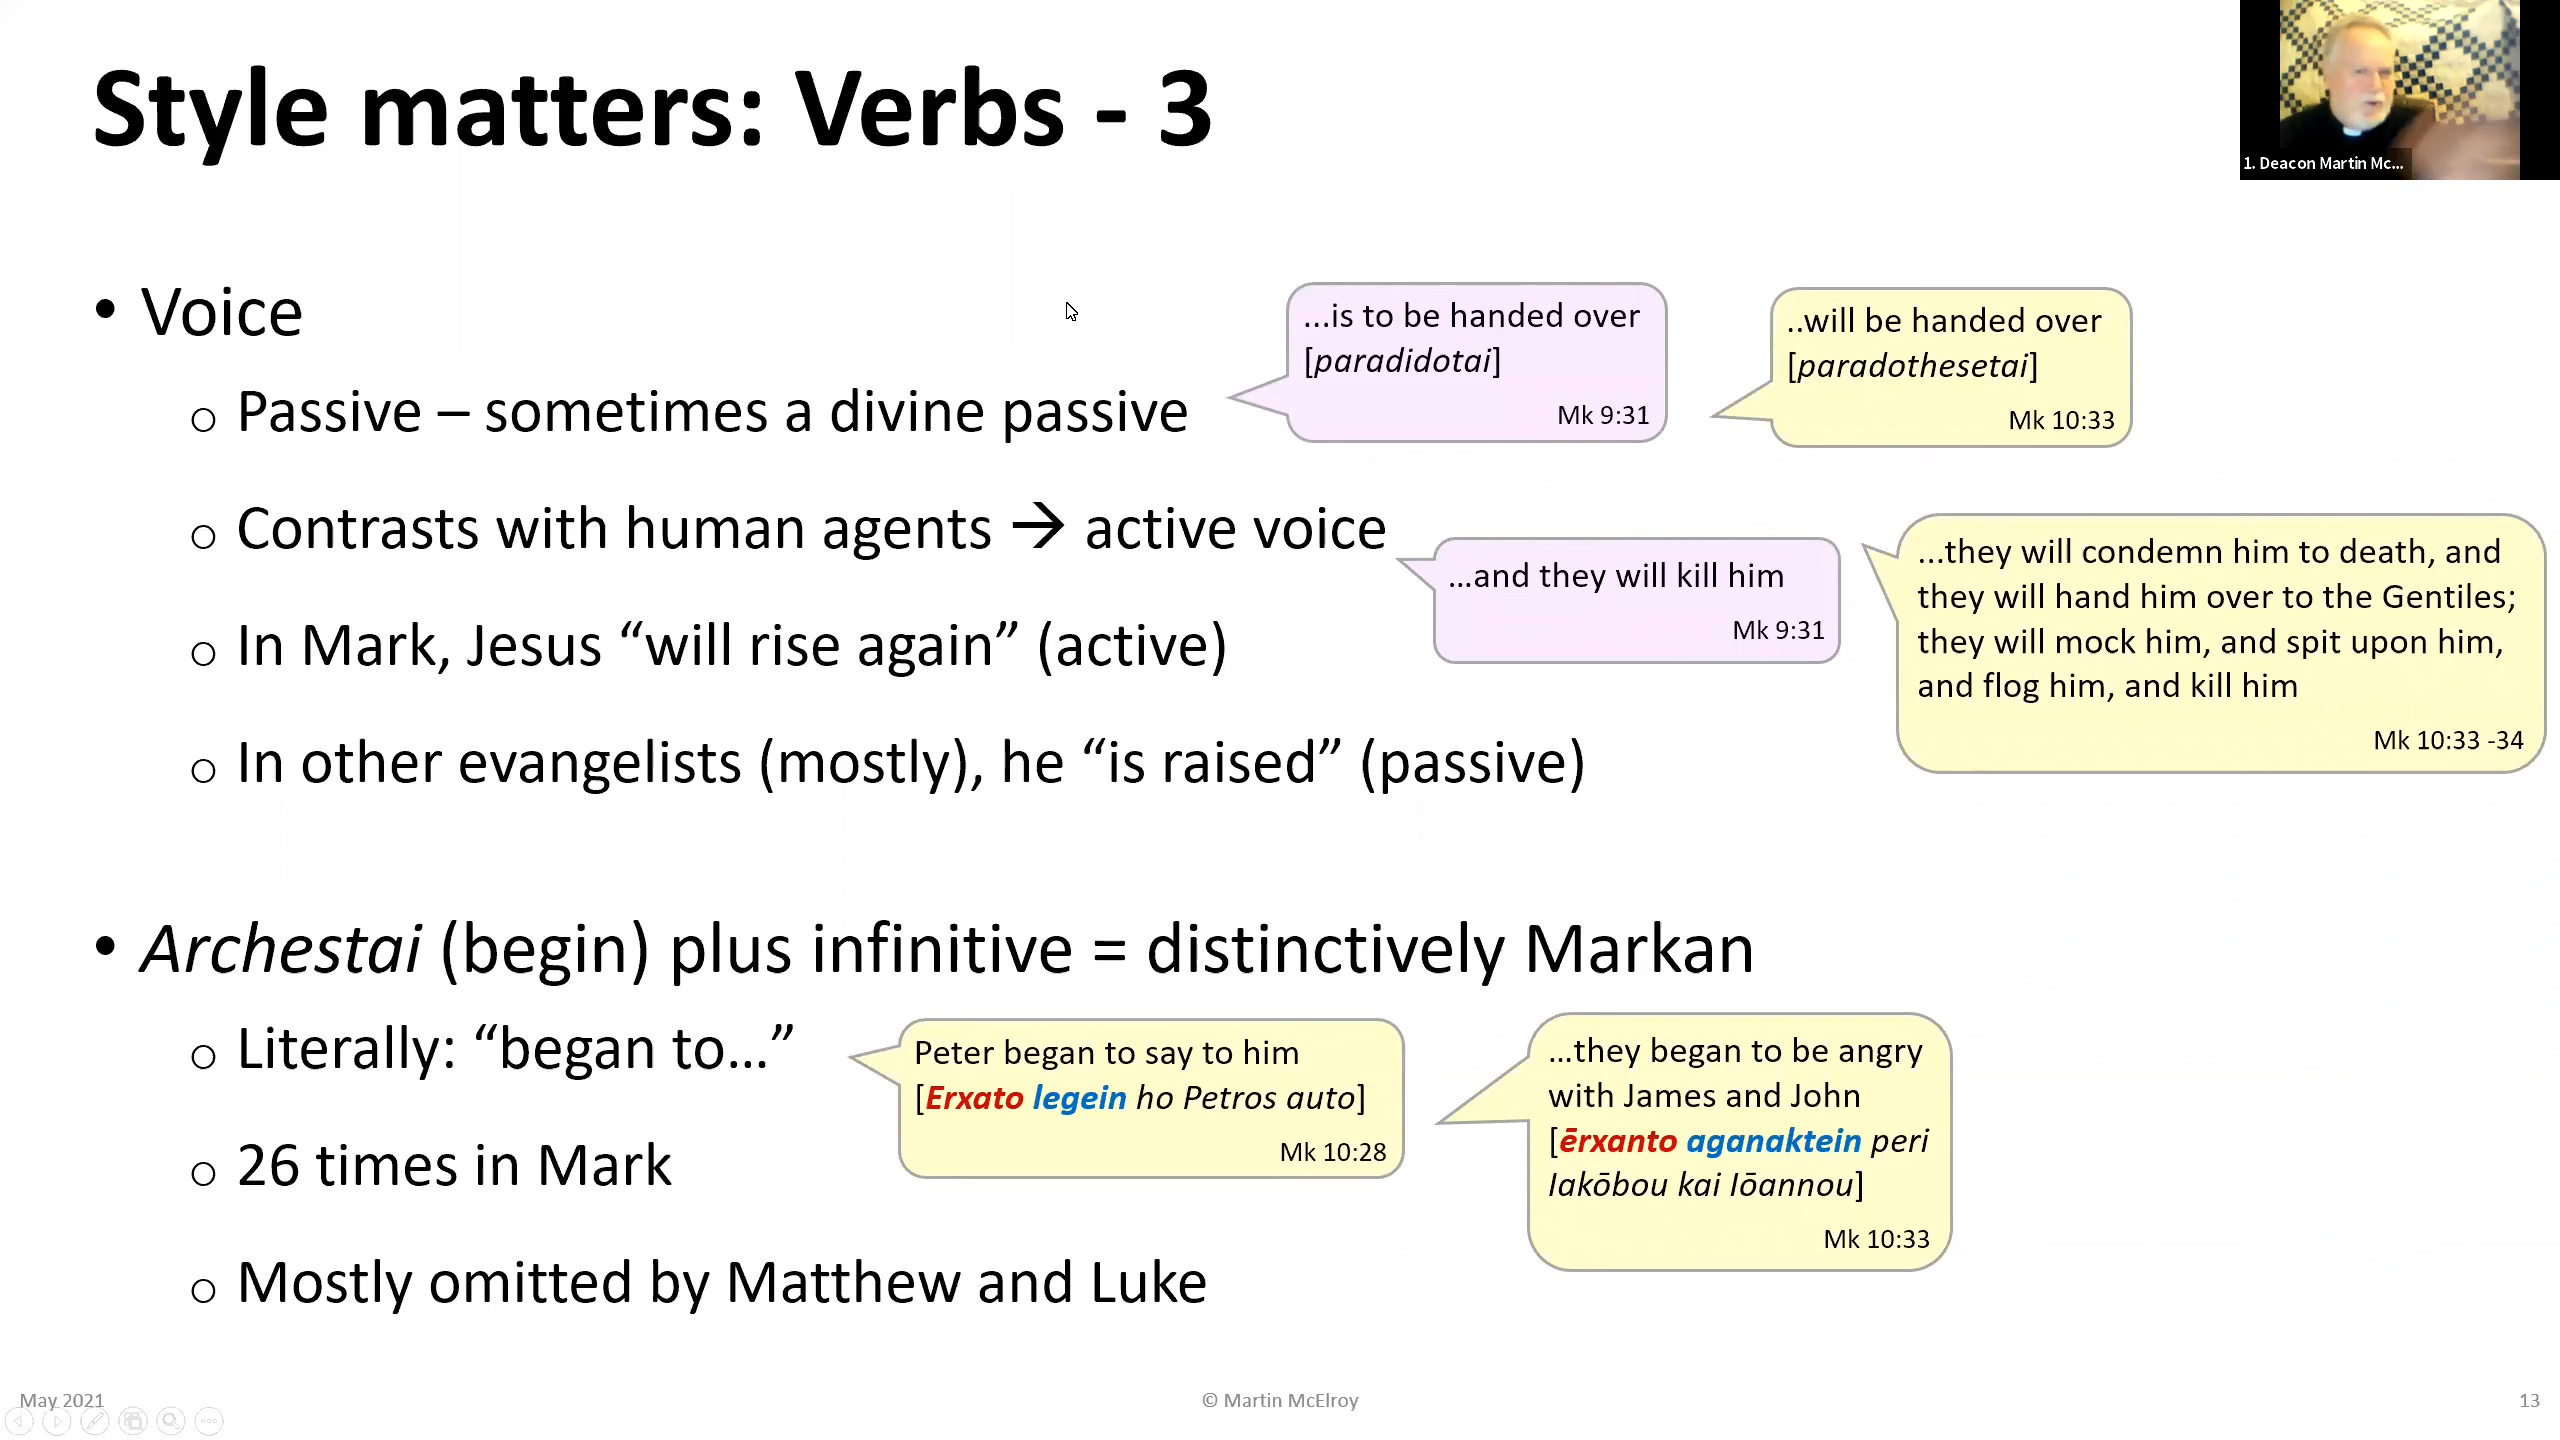 Style matters: Verbs - 3
1. Deacon Martin Mc...
• Voice
o Passive – sometimes a divine passive
...is to be handed over
[paradidotai]
Mk 9:31
..will be handed over
[paradothesetai]
Mk 10:33
o Contrasts with human agents → active voice
...and they will kill him
Mk 9:31
...they will condemn him to death, and
they will hand him over to the Gentiles;
they will mock him, and spit upon him,
and flog him, and kill him
Mk 10:33 -34
o In Mark, Jesus “will rise again” (active)
o In other evangelists (mostly), he “is raised” (passive)
• Archestai (begin) plus infinitive = distinctively Markan
o Literally: “began to...”
Peter began to say to him
[Erxato legein ho Petros auto]
Mk 10:28
...they began to be angry
with James and John
[ērxanto aganaktein peri
Iakōbou kai Iōannou]
Mk 10:33
o 26 times in Mark
o Mostly omitted by Matthew and Luke
May 2021
© Martin McElroy
13